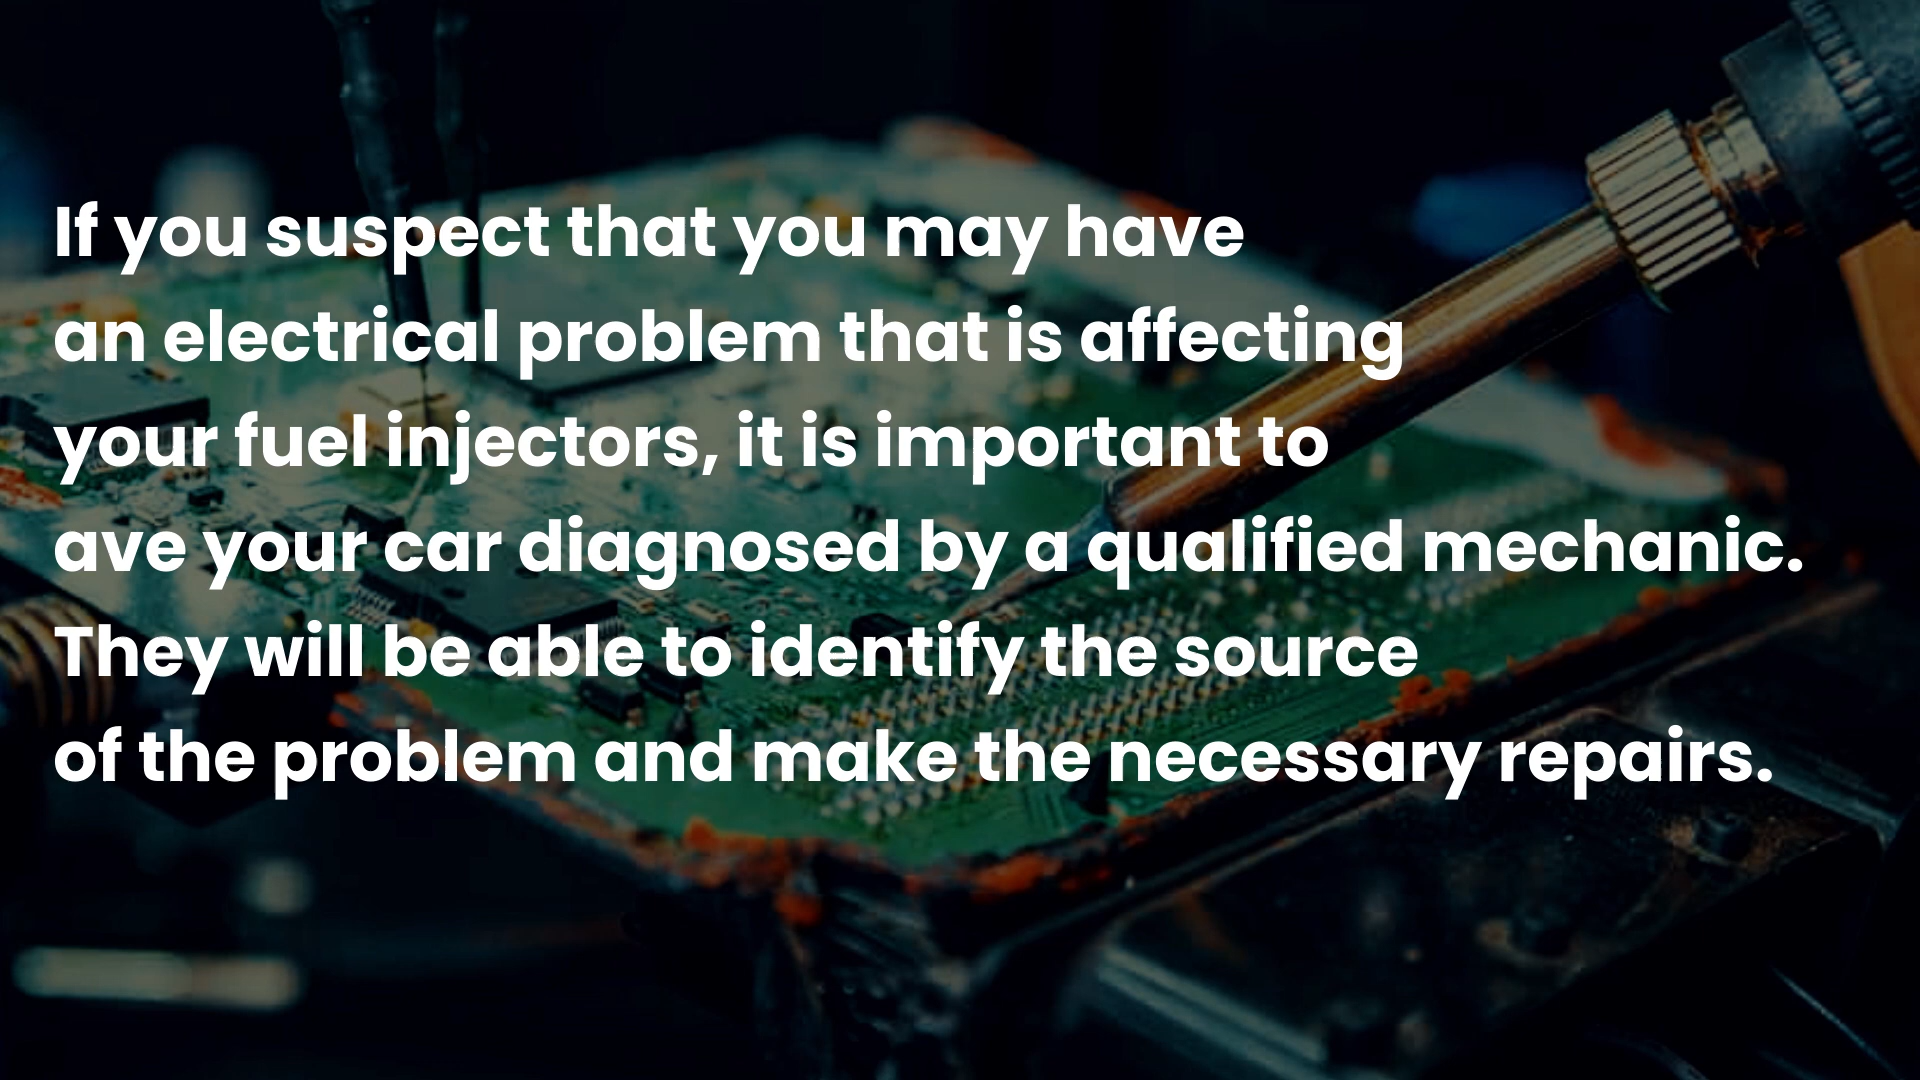 If you suspect that you may have
an electrical problem that is affecting
your fuel injectors, it is important to
ave your car diagnosed by a qualified mechanic.
They will be able to identify the source
of the problem and make the necessary repairs.